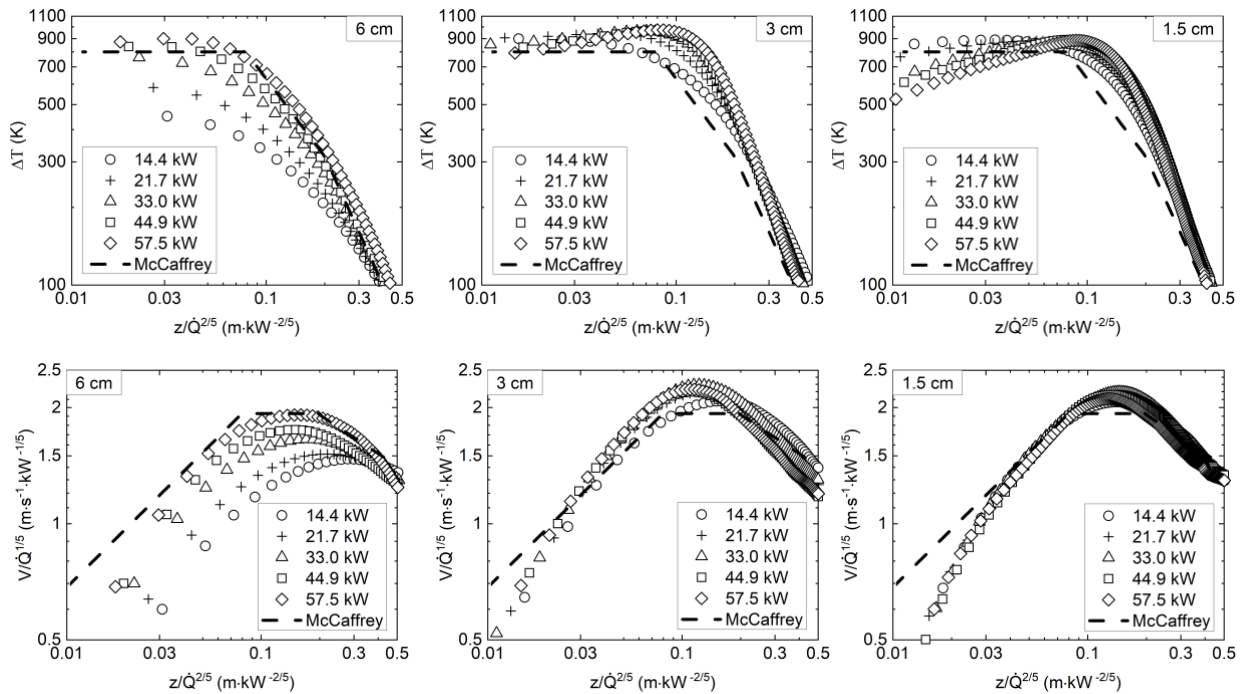 6 cm
1100
900
700
500
300
100
ΔT (K)
14.4 kW
21.7 kW
33.0 kW
44.9 kW
57.5 kW
McCaffrey
0.01 0.03 0.1 0.3 0.5
z/Q̇^2/5 (m·kW^-2/5)
3 cm
1100
900
700
500
300
100
ΔT (K)
14.4 kW
21.7 kW
33.0 kW
44.9 kW
57.5 kW
McCaffrey
0.01 0.03 0.1 0.3 0.5
z/Q̇^2/5 (m·kW^-2/5)
1.5 cm
1100
900
700
500
300
100
ΔT (K)
14.4 kW
21.7 kW
33.0 kW
44.9 kW
57.5 kW
McCaffrey
0.01 0.03 0.1 0.3 0.5
z/Q̇^2/5 (m·kW^-2/5)
6 cm
2.5
2
1.5
1
0.5
V/Q̇^1/5 (m·s^-1·kW^-1/5)
14.4 kW
21.7 kW
33.0 kW
44.9 kW
57.5 kW
McCaffrey
0.01 0.03 0.1 0.3 0.5
z/Q̇^2/5 (m·kW^-2/5)
3 cm
2.5
2
1.5
1
0.5
V/Q̇^1/5 (m·s^-1·kW^-1/5)
14.4 kW
21.7 kW
33.0 kW
44.9 kW
57.5 kW
McCaffrey
0.01 0.03 0.1 0.3 0.5
z/Q̇^2/5 (m·kW^-2/5)
1.5 cm
2.5
2
1.5
1
0.5
V/Q̇^1/5 (m·s^-1·kW^-1/5)
14.4 kW
21.7 kW
33.0 kW
44.9 kW
57.5 kW
McCaffrey
0.01 0.03 0.1 0.3 0.5
z/Q̇^2/5 (m·kW^-2/5)